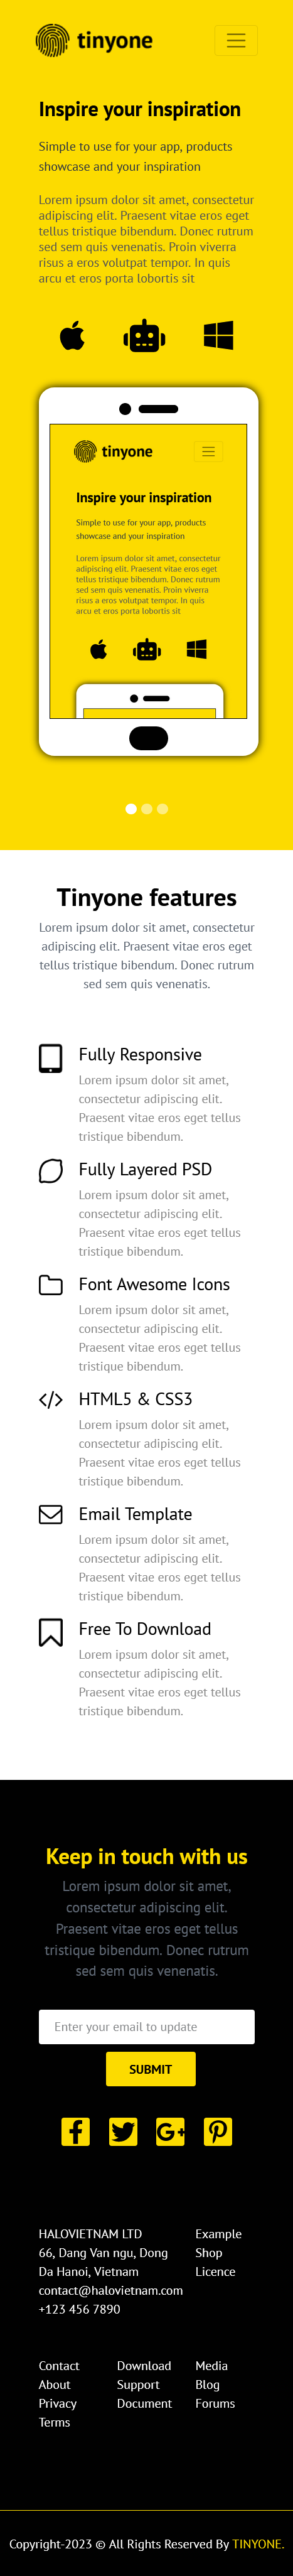 tinyone
Inspire your inspiration
Simple to use for your app, products
showcase and your inspiration
Lorem ipsum dolor sit amet, consectetur
adipiscing elit. Praesent vitae eros eget
tellus tristique bibendum. Donec rutrum
sed sem quis venenatis. Proin viverra
risus a eros volutpat tempor. In quis
arcu et eros porta lobortis sit
tinyone
Inspire your inspiration
Simple to use for your app, products
showcase and your inspiration
Lorem ipsum dolor sit amet, consectetur
adipiscing elit. Praesent vitae eros eget
tellus tristique bibendum. Donec rutrum
sed sem quis venenatis. Proin viverra
risus a eros volutpat tempor. In quis
arcu et eros porta lobortis sit
Tinyone features
Lorem ipsum dolor sit amet, consectetur
adipiscing elit. Praesent vitae eros eget
tellus tristique bibendum. Donec rutrum
sed sem quis venenatis.
Fully Responsive
Lorem ipsum dolor sit amet,
consectetur adipiscing elit.
Praesent vitae eros eget tellus
tristique bibendum.
Fully Layered PSD
Lorem ipsum dolor sit amet,
consectetur adipiscing elit.
Praesent vitae eros eget tellus
tristique bibendum.
Font Awesome Icons
Lorem ipsum dolor sit amet,
consectetur adipiscing elit.
Praesent vitae eros eget tellus
tristique bibendum.
HTML5 & CSS3
Lorem ipsum dolor sit amet,
consectetur adipiscing elit.
Praesent vitae eros eget tellus
tristique bibendum.
Email Template
Lorem ipsum dolor sit amet,
consectetur adipiscing elit.
Praesent vitae eros eget tellus
tristique bibendum.
Free To Download
Lorem ipsum dolor sit amet,
consectetur adipiscing elit.
Praesent vitae eros eget tellus
tristique bibendum.
Keep in touch with us
Lorem ipsum dolor sit amet,
consectetur adipiscing elit.
Praesent vitae eros eget tellus
tristique bibendum. Donec rutrum
sed sem quis venenatis.
Enter your email to update
SUBMIT
HALOVIETNAM LTD
66, Dang Van ngu, Dong
Da Hanoi, Vietnam
contact@halovietnam.com
+123 456 7890
Example
Shop
Licence
Contact
About
Privacy
Terms
Download
Support
Document
Media
Blog
Forums
Copyright-2023 © All Rights Reserved By TINYONE.